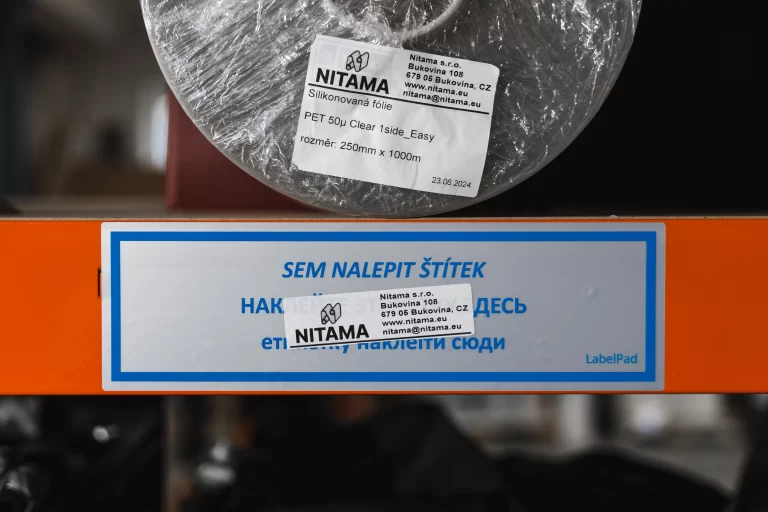 NITAMA
Nitama s.r.o.
Bukovina 108
679 05 Bukovina, CZ
www.nitama.eu
nitama@nitama.eu
Silikonovaná fólie
PET 50µ Clear 1side_Easy
rozměr: 250mm x 1000m
23.06.2024
SEM NALEPIT ŠTÍTEK
NITAMA
Nitama s.r.o.
Bukovina 108
679 05 Bukovina, CZ
www.nitama.eu
nitama@nitama.eu
наклеїти сюди
LabelPad